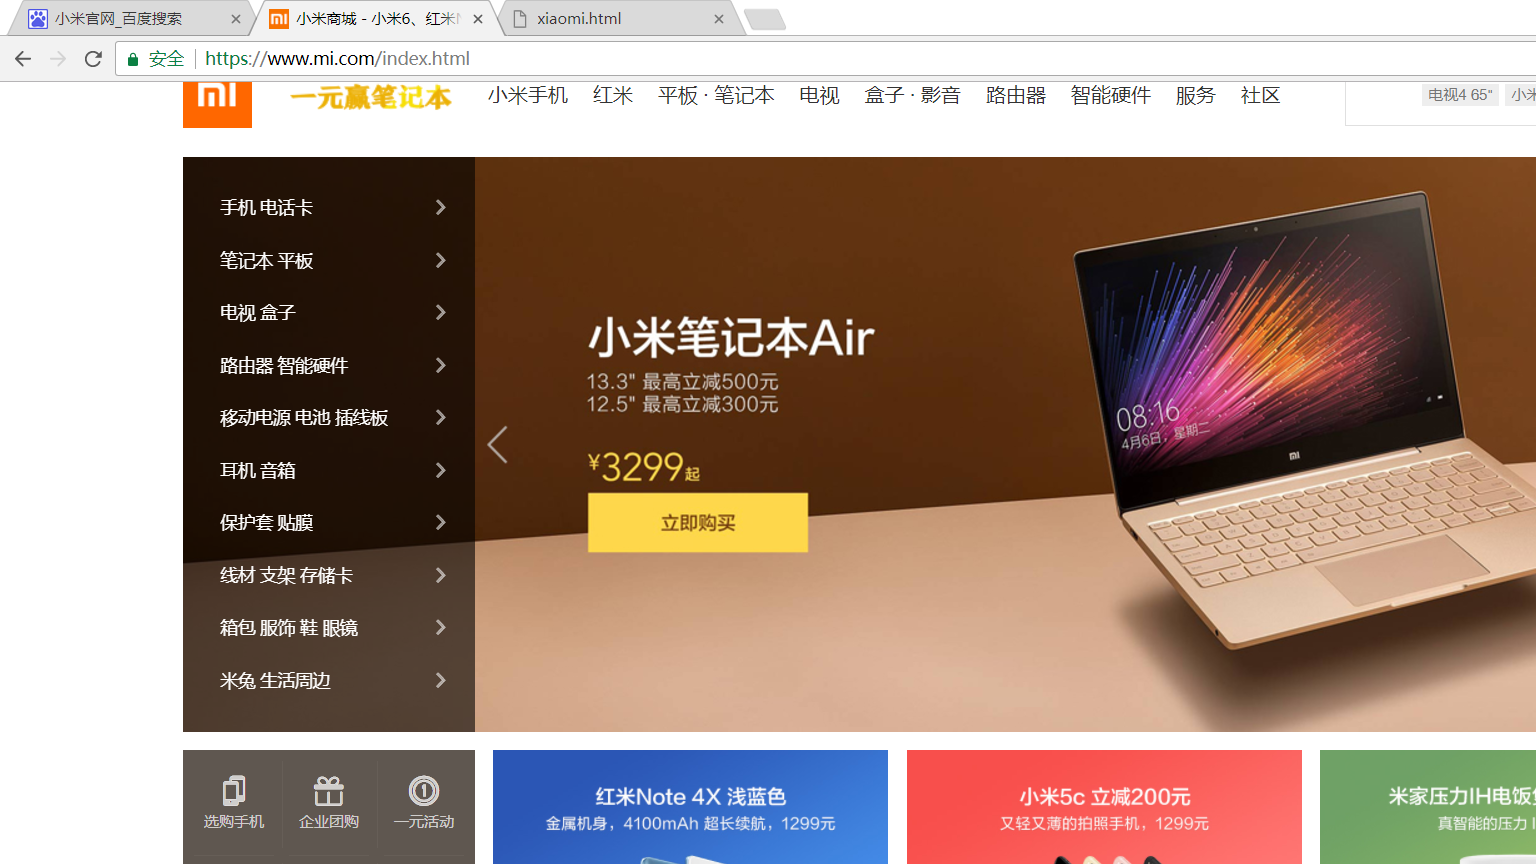 小米官网_百度搜索
小米商城 - 小米6、红米
xiaomi.html
安全
https://www.mi.com/index.html
一元赢笔记本
小米手机 红米 平板 · 笔记本 电视 盒子 · 影音 路由器 智能硬件 服务 社区
电视4 65"
小米
手机 电话卡
笔记本 平板
电视 盒子
路由器 智能硬件
移动电源 电池 插线板
耳机 音箱
保护套 贴膜
线材 支架 存储卡
箱包 服饰 鞋 眼镜
米兔 生活周边
小米笔记本Air
13.3" 最高立减500元
12.5" 最高立减300元
¥3299起
立即购买
08:16
4月6日，星期二
mi
选购手机
企业团购
一元活动
红米Note 4X 浅蓝色
金属机身，4100mAh 超长续航，1299元
小米5c 立减200元
又轻又薄的拍照手机，1299元
米家压力IH电饭
真智能的压力 I